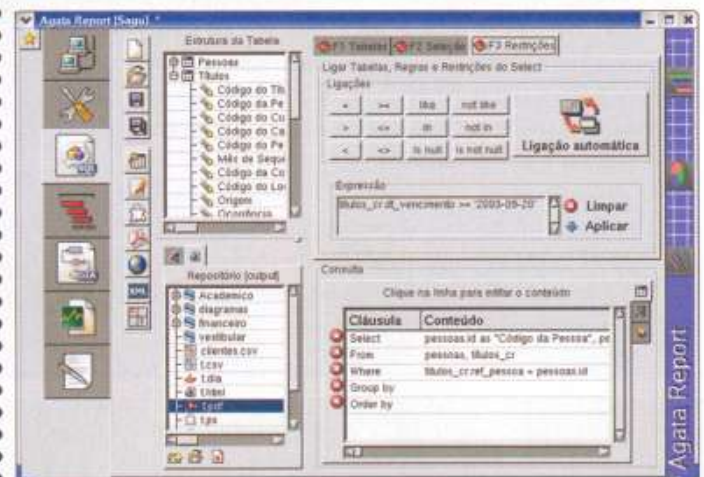 Agata Report [Sagu]
Estrutura da Tabela
Pessoas
Títulos
Código do Tít
Código da Pe
Código do Cu
Código do Ca
Código do Pe
Mês de Seque
Código da Co
Código do Lo
Origem
Ocorrência
Repositório [output]
Academico
diagramas
financeiro
vestibular
clientes.csv
t.csv
t.dia
t.html
t.pdf
t.ps
F1 Tabelas F2 Seleção F3 Restrições
Ligar Tabelas, Regras e Restrições do Select
Ligações
= >= like not like
> <> in not in
< is null is not null
Ligação automática
Expressão
titulos_cr.dt_vencimento >= '2003-09-20'
Limpar
Aplicar
Consulta
Clique na linha para editar o conteúdo
Cláusula Conteúdo
Select pessoas.id as "Código da Pessoa", pe
From pessoas, titulos_cr
Where titulos_cr.ref_pessoa = pessoas.id
Group by
Order by
SQL
XML
Agata Report